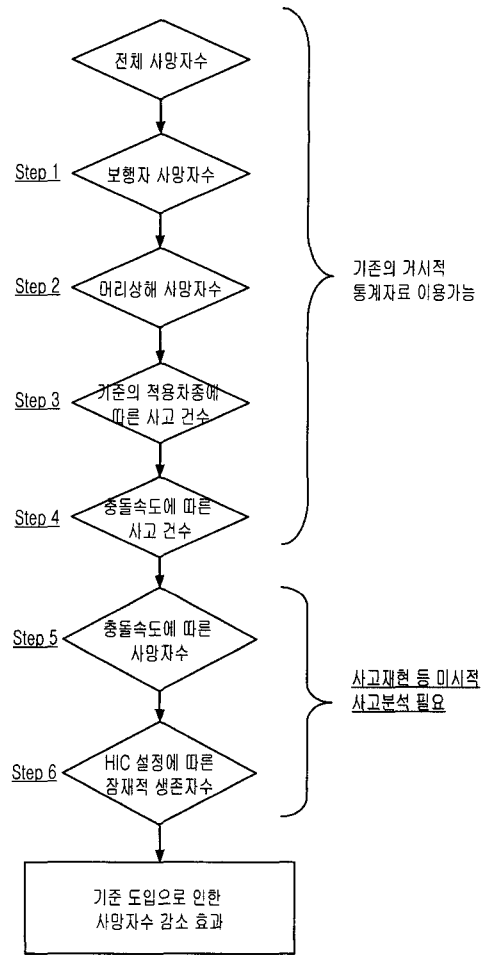 전체 사망자수
Step 1
보행자 사망자수
Step 2
머리상해 사망자수
Step 3
기준의 적용차종에
따른 사고 건수
Step 4
충돌속도에 따른
사고 건수
기존의 거시적
통계자료 이용가능
Step 5
충돌속도에 따른
사망자수
Step 6
HIC 설정에 따른
잠재적 생존자수
사고재현 등 미시적
사고분석 필요
기준 도입으로 인한
사망자수 감소 효과